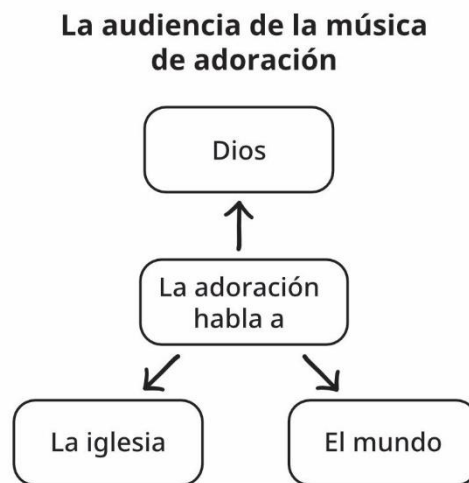 La audiencia de la música
de adoración
Dios
La adoración
habla a
La iglesia
El mundo